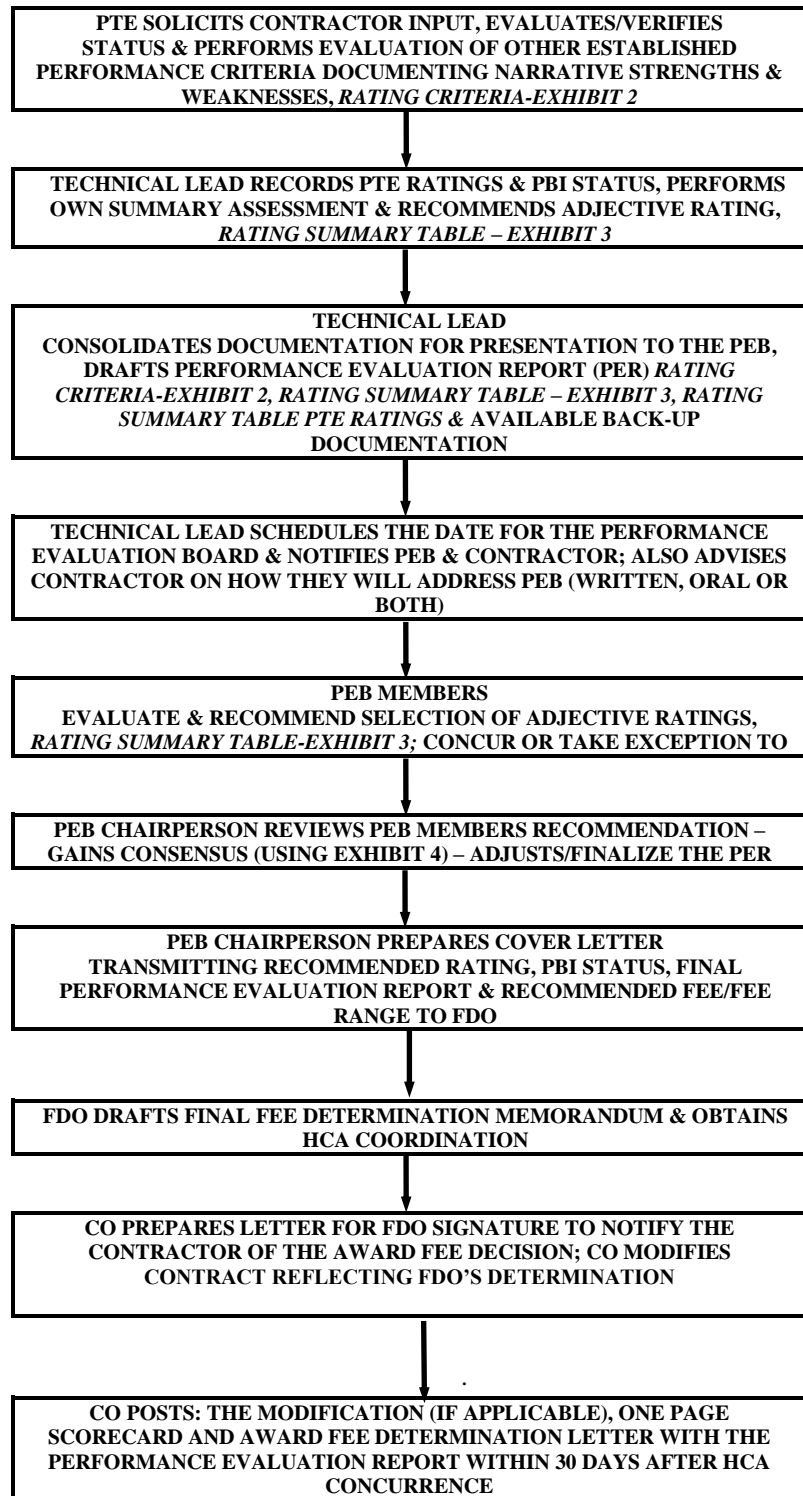 PTE SOLICITS CONTRACTOR INPUT, EVALUATES/VERIFIES
STATUS & PERFORMS EVALUATION OF OTHER ESTABLISHED
PERFORMANCE CRITERIA DOCUMENTING NARRATIVE STRENGTHS &
WEAKNESSES, RATING CRITERIA-EXHIBIT 2
TECHNICAL LEAD RECORDS PTE RATINGS & PBI STATUS, PERFORMS
OWN SUMMARY ASSESSMENT & RECOMMENDS ADJECTIVE RATING,
RATING SUMMARY TABLE – EXHIBIT 3
TECHNICAL LEAD
CONSOLIDATES DOCUMENTATION FOR PRESENTATION TO THE PEB,
DRAFTS PERFORMANCE EVALUATION REPORT (PER) RATING
CRITERIA-EXHIBIT 2, RATING SUMMARY TABLE – EXHIBIT 3, RATING
SUMMARY TABLE PTE RATINGS & AVAILABLE BACK-UP
DOCUMENTATION
TECHNICAL LEAD SCHEDULES THE DATE FOR THE PERFORMANCE
EVALUATION BOARD & NOTIFIES PEB & CONTRACTOR; ALSO ADVISES
CONTRACTOR ON HOW THEY WILL ADDRESS PEB (WRITTEN, ORAL OR
BOTH)
PEB MEMBERS
EVALUATE & RECOMMEND SELECTION OF ADJECTIVE RATINGS,
RATING SUMMARY TABLE-EXHIBIT 3; CONCUR OR TAKE EXCEPTION TO
PEB CHAIRPERSON REVIEWS PEB MEMBERS RECOMMENDATION –
GAINS CONSENSUS (USING EXHIBIT 4) – ADJUSTS/FINALIZE THE PER
PEB CHAIRPERSON PREPARES COVER LETTER
TRANSMITTING RECOMMENDED RATING, PBI STATUS, FINAL
PERFORMANCE EVALUATION REPORT & RECOMMENDED FEE/FEE
RANGE TO FDO
FDO DRAFTS FINAL FEE DETERMINATION MEMORANDUM & OBTAINS
HCA COORDINATION
CO PREPARES LETTER FOR FDO SIGNATURE TO NOTIFY THE
CONTRACTOR OF THE AWARD FEE DECISION; CO MODIFIES
CONTRACT REFLECTING FDO'S DETERMINATION
.
CO POSTS: THE MODIFICATION (IF APPLICABLE), ONE PAGE
SCORECARD AND AWARD FEE DETERMINATION LETTER WITH THE
PERFORMANCE EVALUATION REPORT WITHIN 30 DAYS AFTER HCA
CONCURRENCE